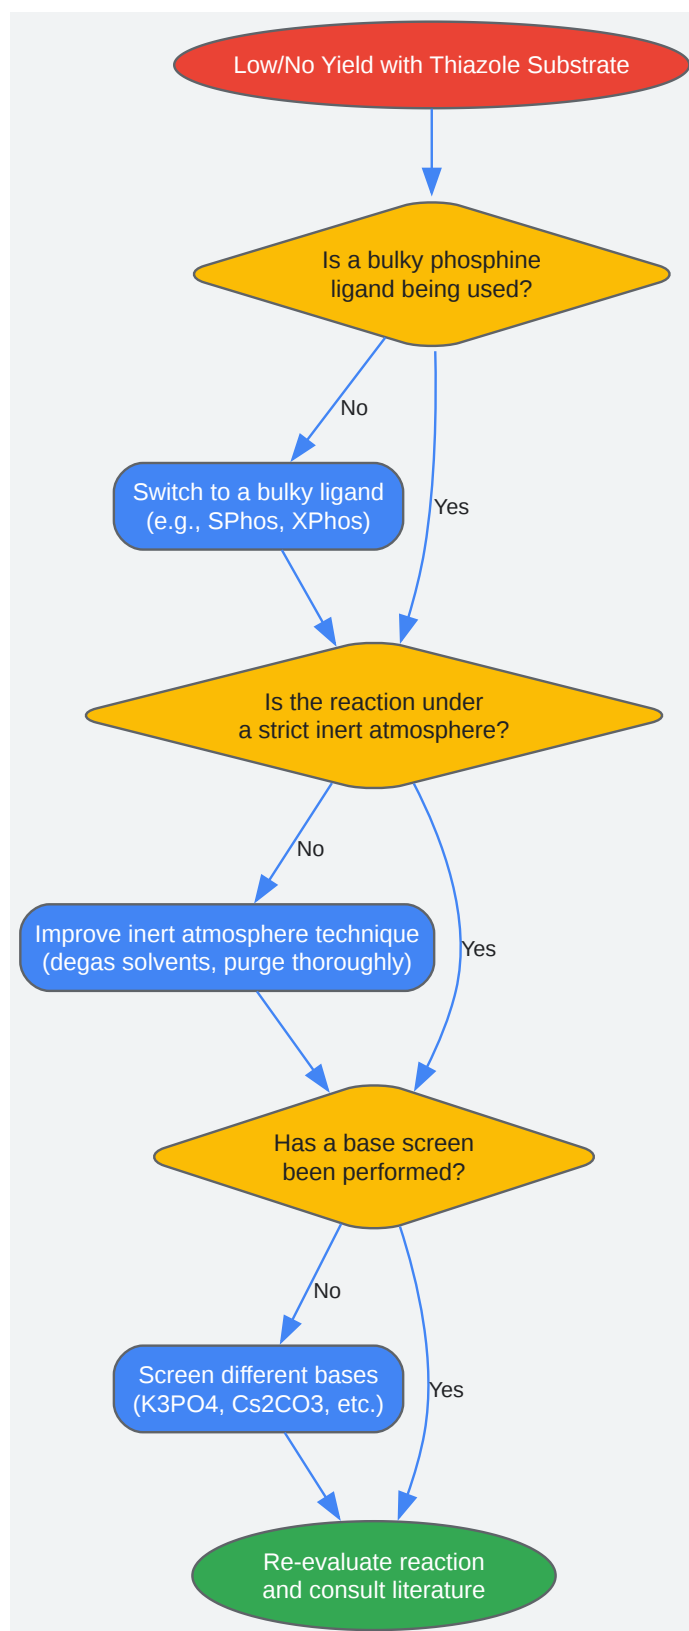 Low/No Yield with Thiazole Substrate
Is a bulky phosphine
ligand being used?
No
Switch to a bulky ligand
(e.g., SPhos, XPhos)
Yes
Is the reaction under
a strict inert atmosphere?
No
Improve inert atmosphere technique
(degas solvents, purge thoroughly)
Yes
Has a base screen
been performed?
No
Screen different bases
(K3PO4, Cs2CO3, etc.)
Yes
Re-evaluate reaction
and consult literature